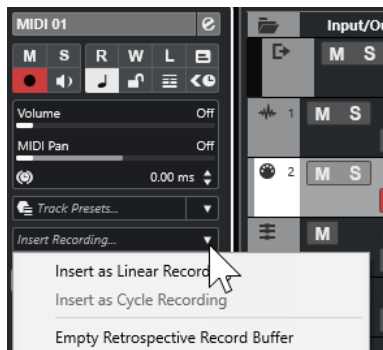 MIDI 01
Input/Ou
M S R W L
M S
Volume Off
MIDI Pan Off
1 M S
0.00 ms
2 M S
Track Presets...
Insert Recording...
M
Insert as Linear Record
Insert as Cycle Recording
Empty Retrospective Record Buffer